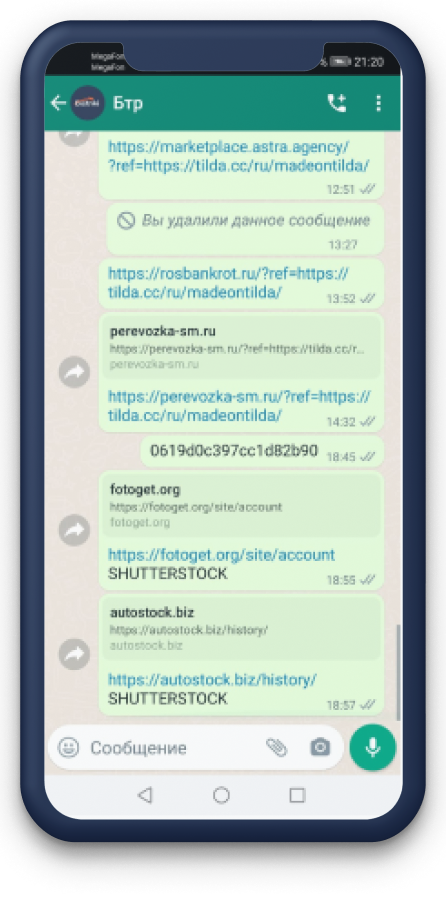 MegaFon
MegaFon
21:20
Бтр
https://marketplace.astra.agency/
?ref=https://tilda.cc/ru/madeontilda/
12:51
Вы удалили данное сообщение
13:27
https://rosbankrot.ru/?ref=https://
tilda.cc/ru/madeontilda/
13:52
perevozka-sm.ru
https://perevozka-sm.ru/?ref=https://tilda.cc/r...
perevozka-sm.ru
https://perevozka-sm.ru/?ref=https://
tilda.cc/ru/madeontilda/
14:32
0619d0c397cc1d82b90
18:45
fotoget.org
https://fotoget.org/site/account
fotoget.org
https://fotoget.org/site/account
SHUTTERSTOCK
18:55
autostock.biz
https://autostock.biz/history/
autostock.biz
https://autostock.biz/history/
SHUTTERSTOCK
18:57
Сообщение